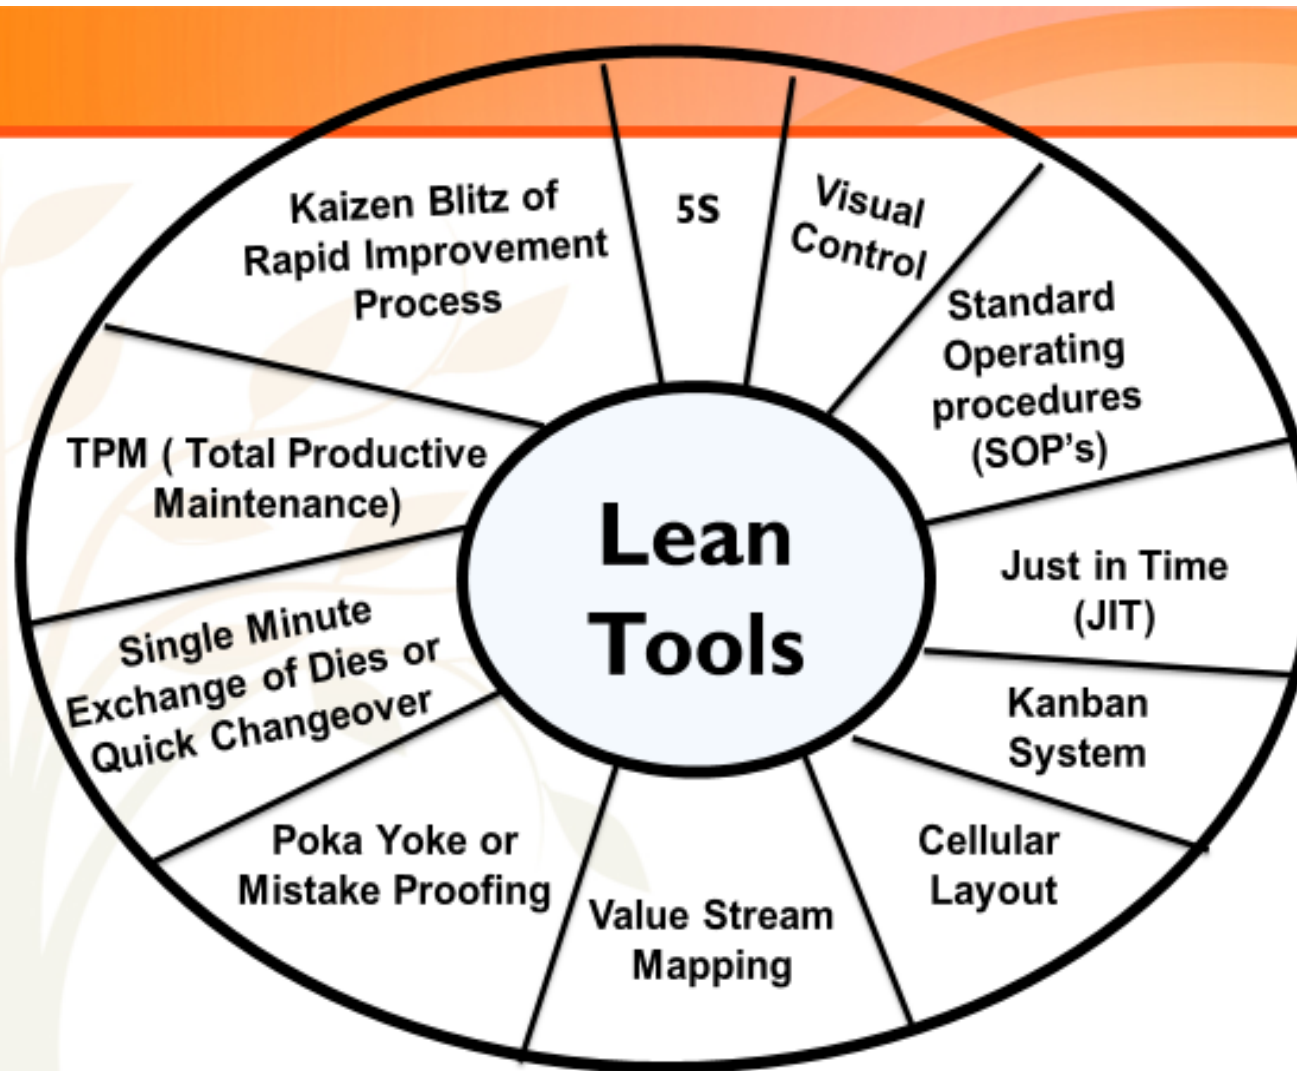 Kaizen Blitz of
Rapid Improvement
Process
5S
Visual
Control
Standard
Operating
procedures
(SOP's)
Just in Time
(JIT)
Kanban
System
Cellular
Layout
Value Stream
Mapping
Poka Yoke or
Mistake Proofing
Single Minute
Exchange of Dies or
Quick Changeover
TPM ( Total Productive
Maintenance)
Lean
Tools